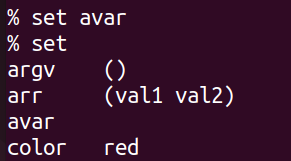 % set avar
% set
argv    ()
arr     (val1 val2)
avar
color   red